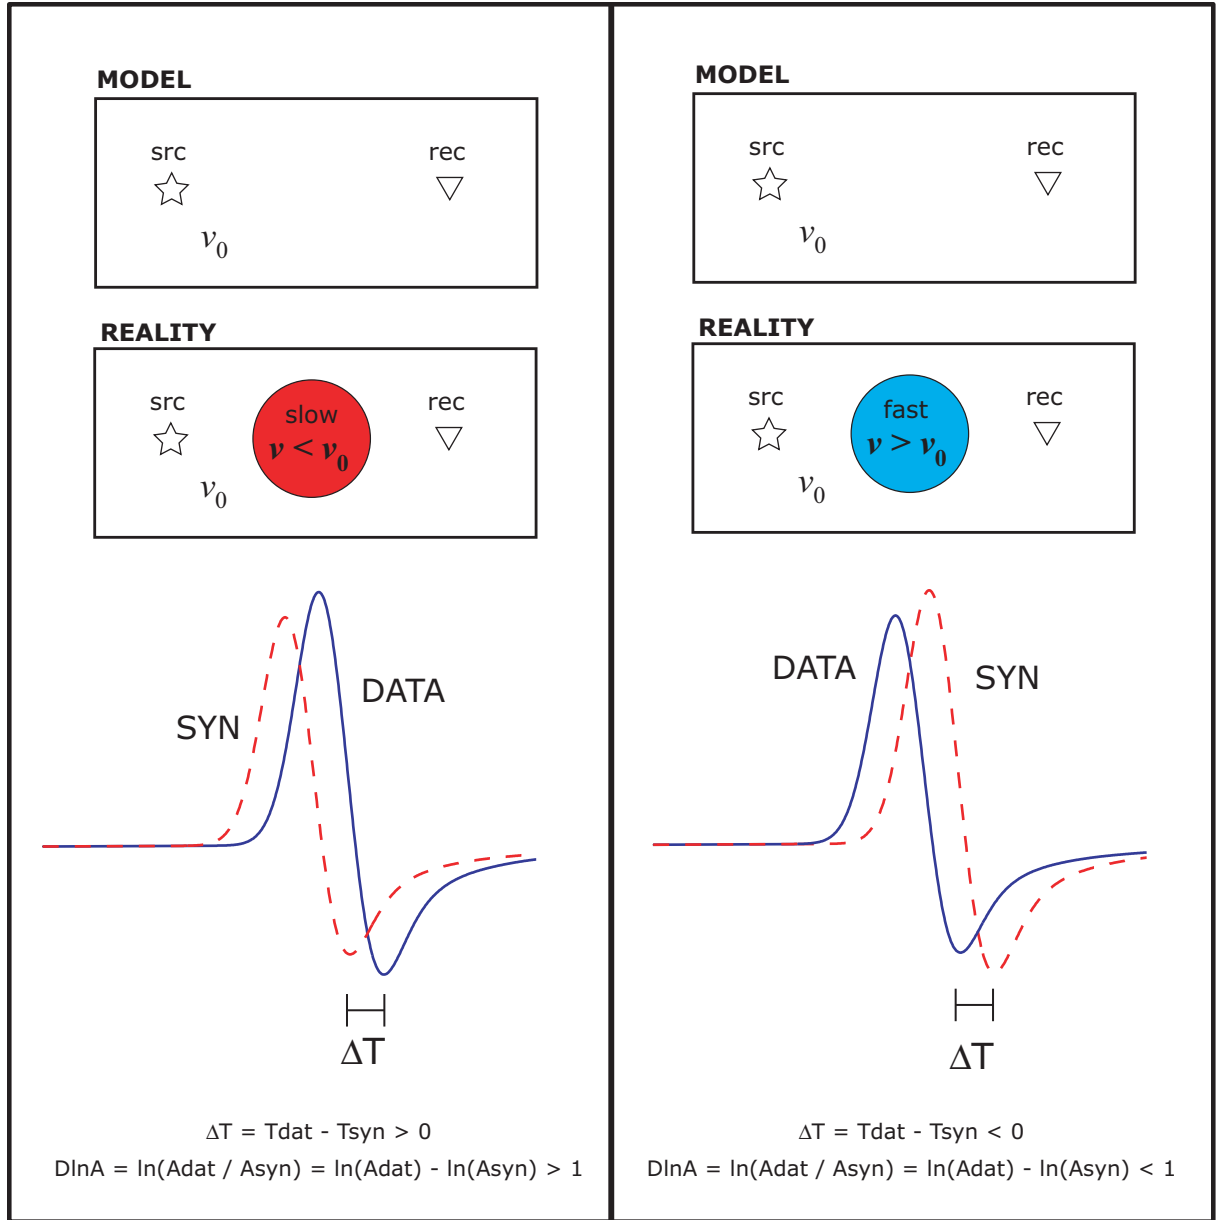 MODEL
src
rec
v0
REALITY
src
slow
rec
v < v0
v0
SYN
DATA
ΔT
ΔT = Tdat - Tsyn > 0
DlnA = ln(Adat / Asyn) = ln(Adat) - ln(Asyn) > 1
MODEL
src
rec
v0
REALITY
src
fast
rec
v > v0
v0
DATA
SYN
ΔT
ΔT = Tdat - Tsyn < 0
DlnA = ln(Adat / Asyn) = ln(Adat) - ln(Asyn) < 1